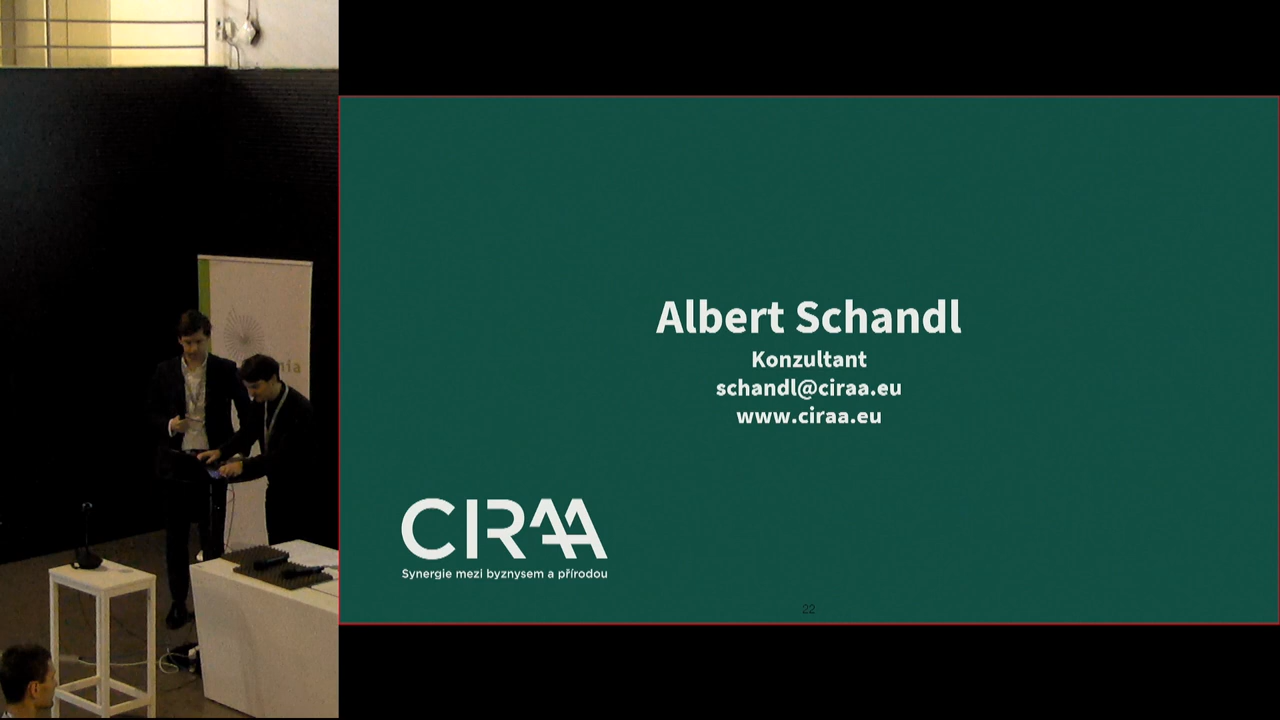 Albert Schandl
Konzultant
schandl@ciraa.eu
www.ciraa.eu
CIRAA
Synergie mezi byznysem a přírodou
22